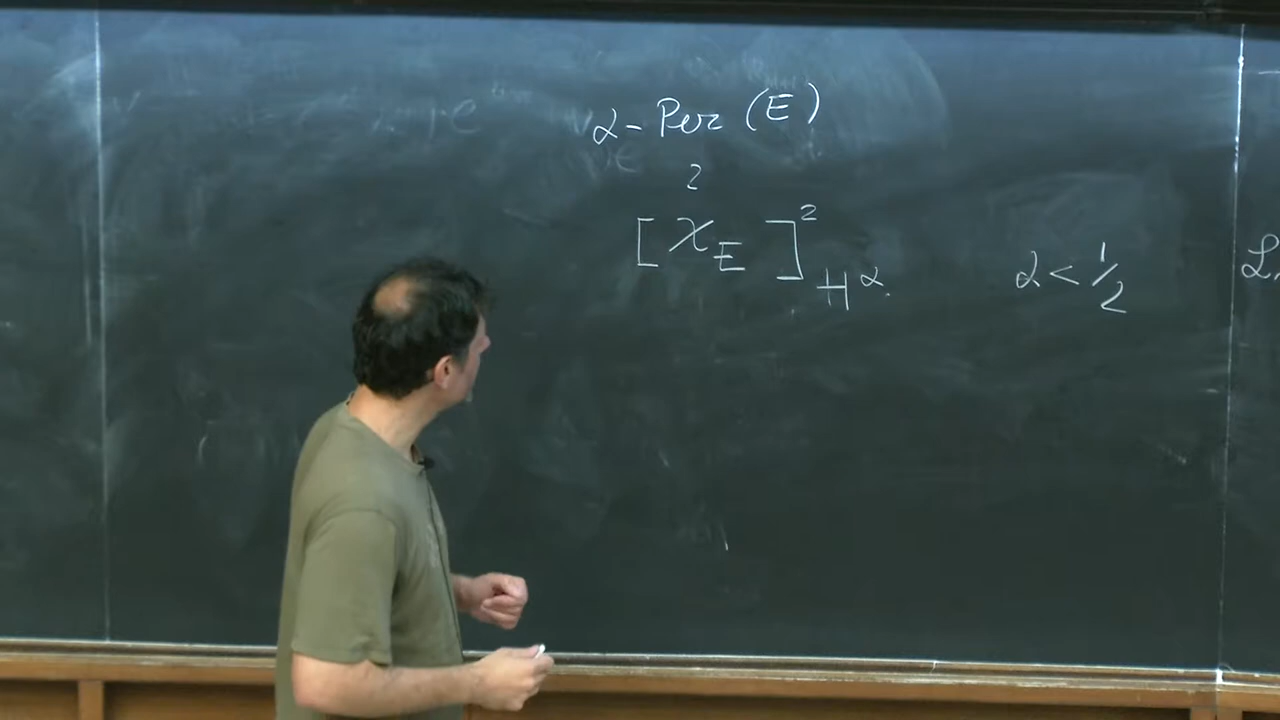 α - Per (E)
2
[ χ_E ]²_{H^α}.
α < 1/2
L